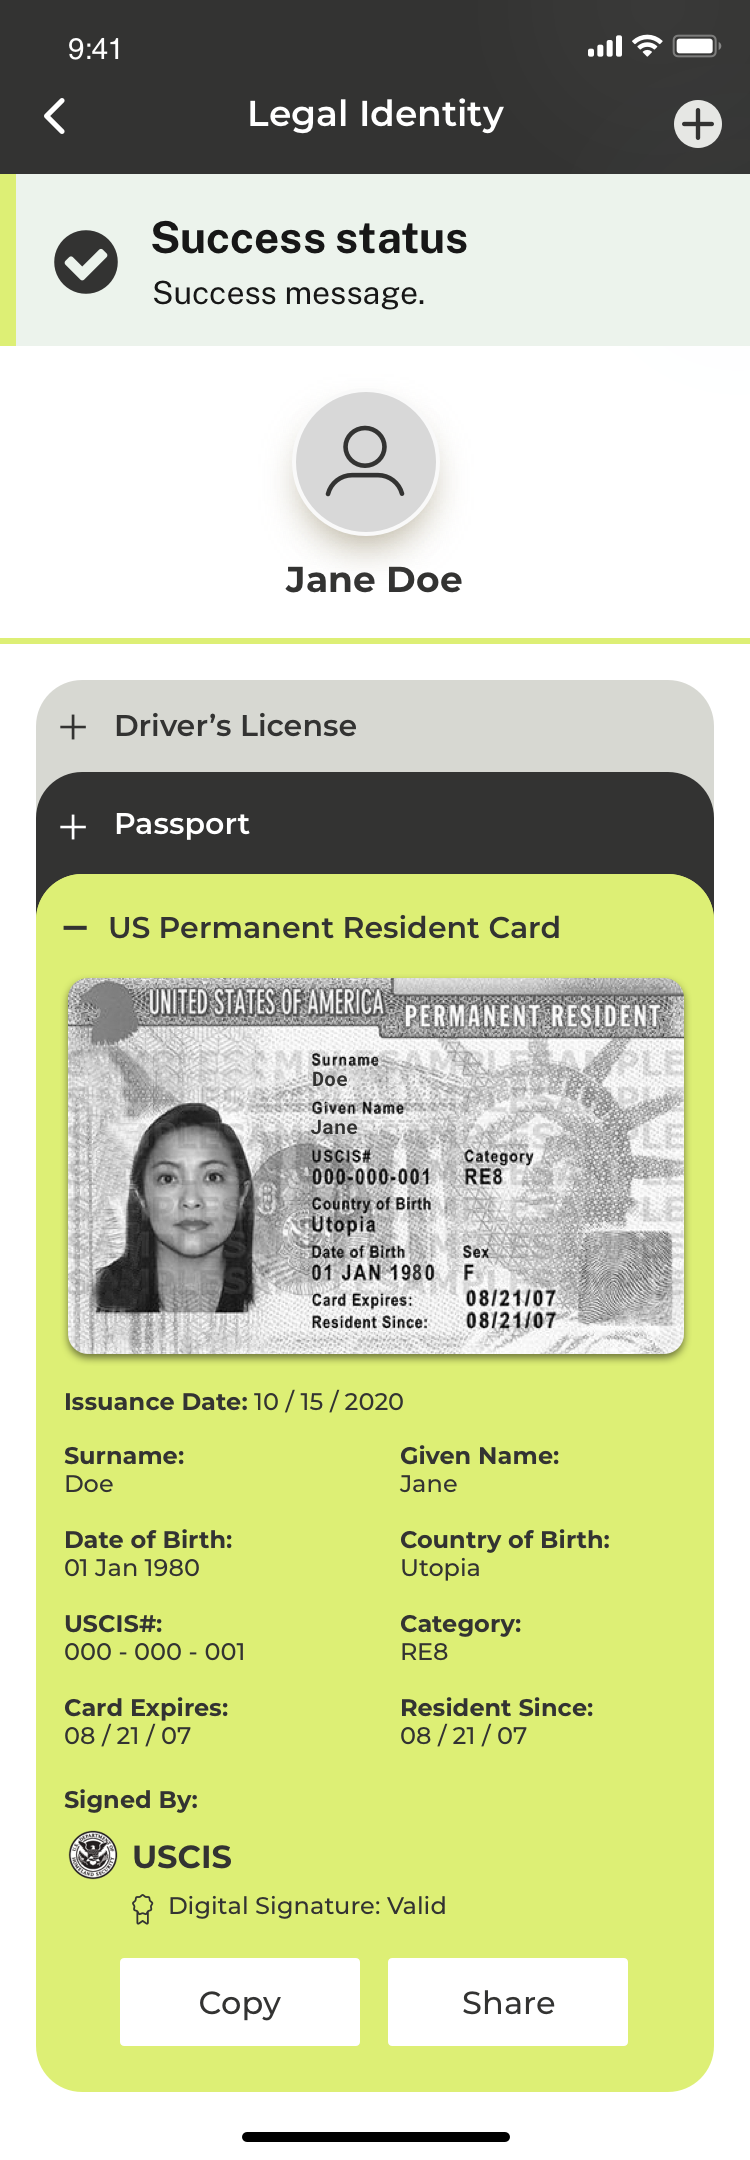 9:41
Legal Identity
Success status
Success message.
Jane Doe
Driver’s License
Passport
US Permanent Resident Card
UNITED STATES OF AMERICA
PERMANENT RESIDENT
Surname
Doe
Given Name
Jane
USCIS# Category
000-000-001 RE8
Country of Birth
Utopia
Date of Birth Sex
01 JAN 1980 F
Card Expires: 08/21/07
Resident Since: 08/21/07
Issuance Date: 10 / 15 / 2020
Surname: Given Name:
Doe Jane
Date of Birth: Country of Birth:
01 Jan 1980 Utopia
USCIS#: Category:
000 - 000 - 001 RE8
Card Expires: Resident Since:
08 / 21 / 07 08 / 21 / 07
Signed By:
USCIS
Digital Signature: Valid
Copy Share